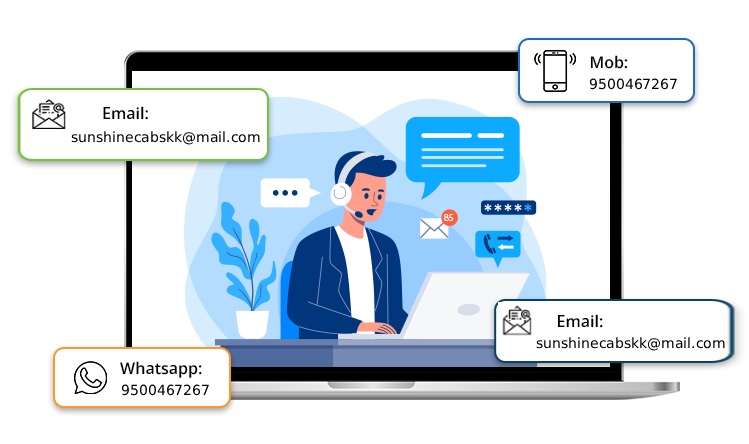 Mob:
9500467267
Email:
sunshinecabskk@mail.com
85
*****
Email:
sunshinecabskk@mail.com
Whatsapp:
9500467267